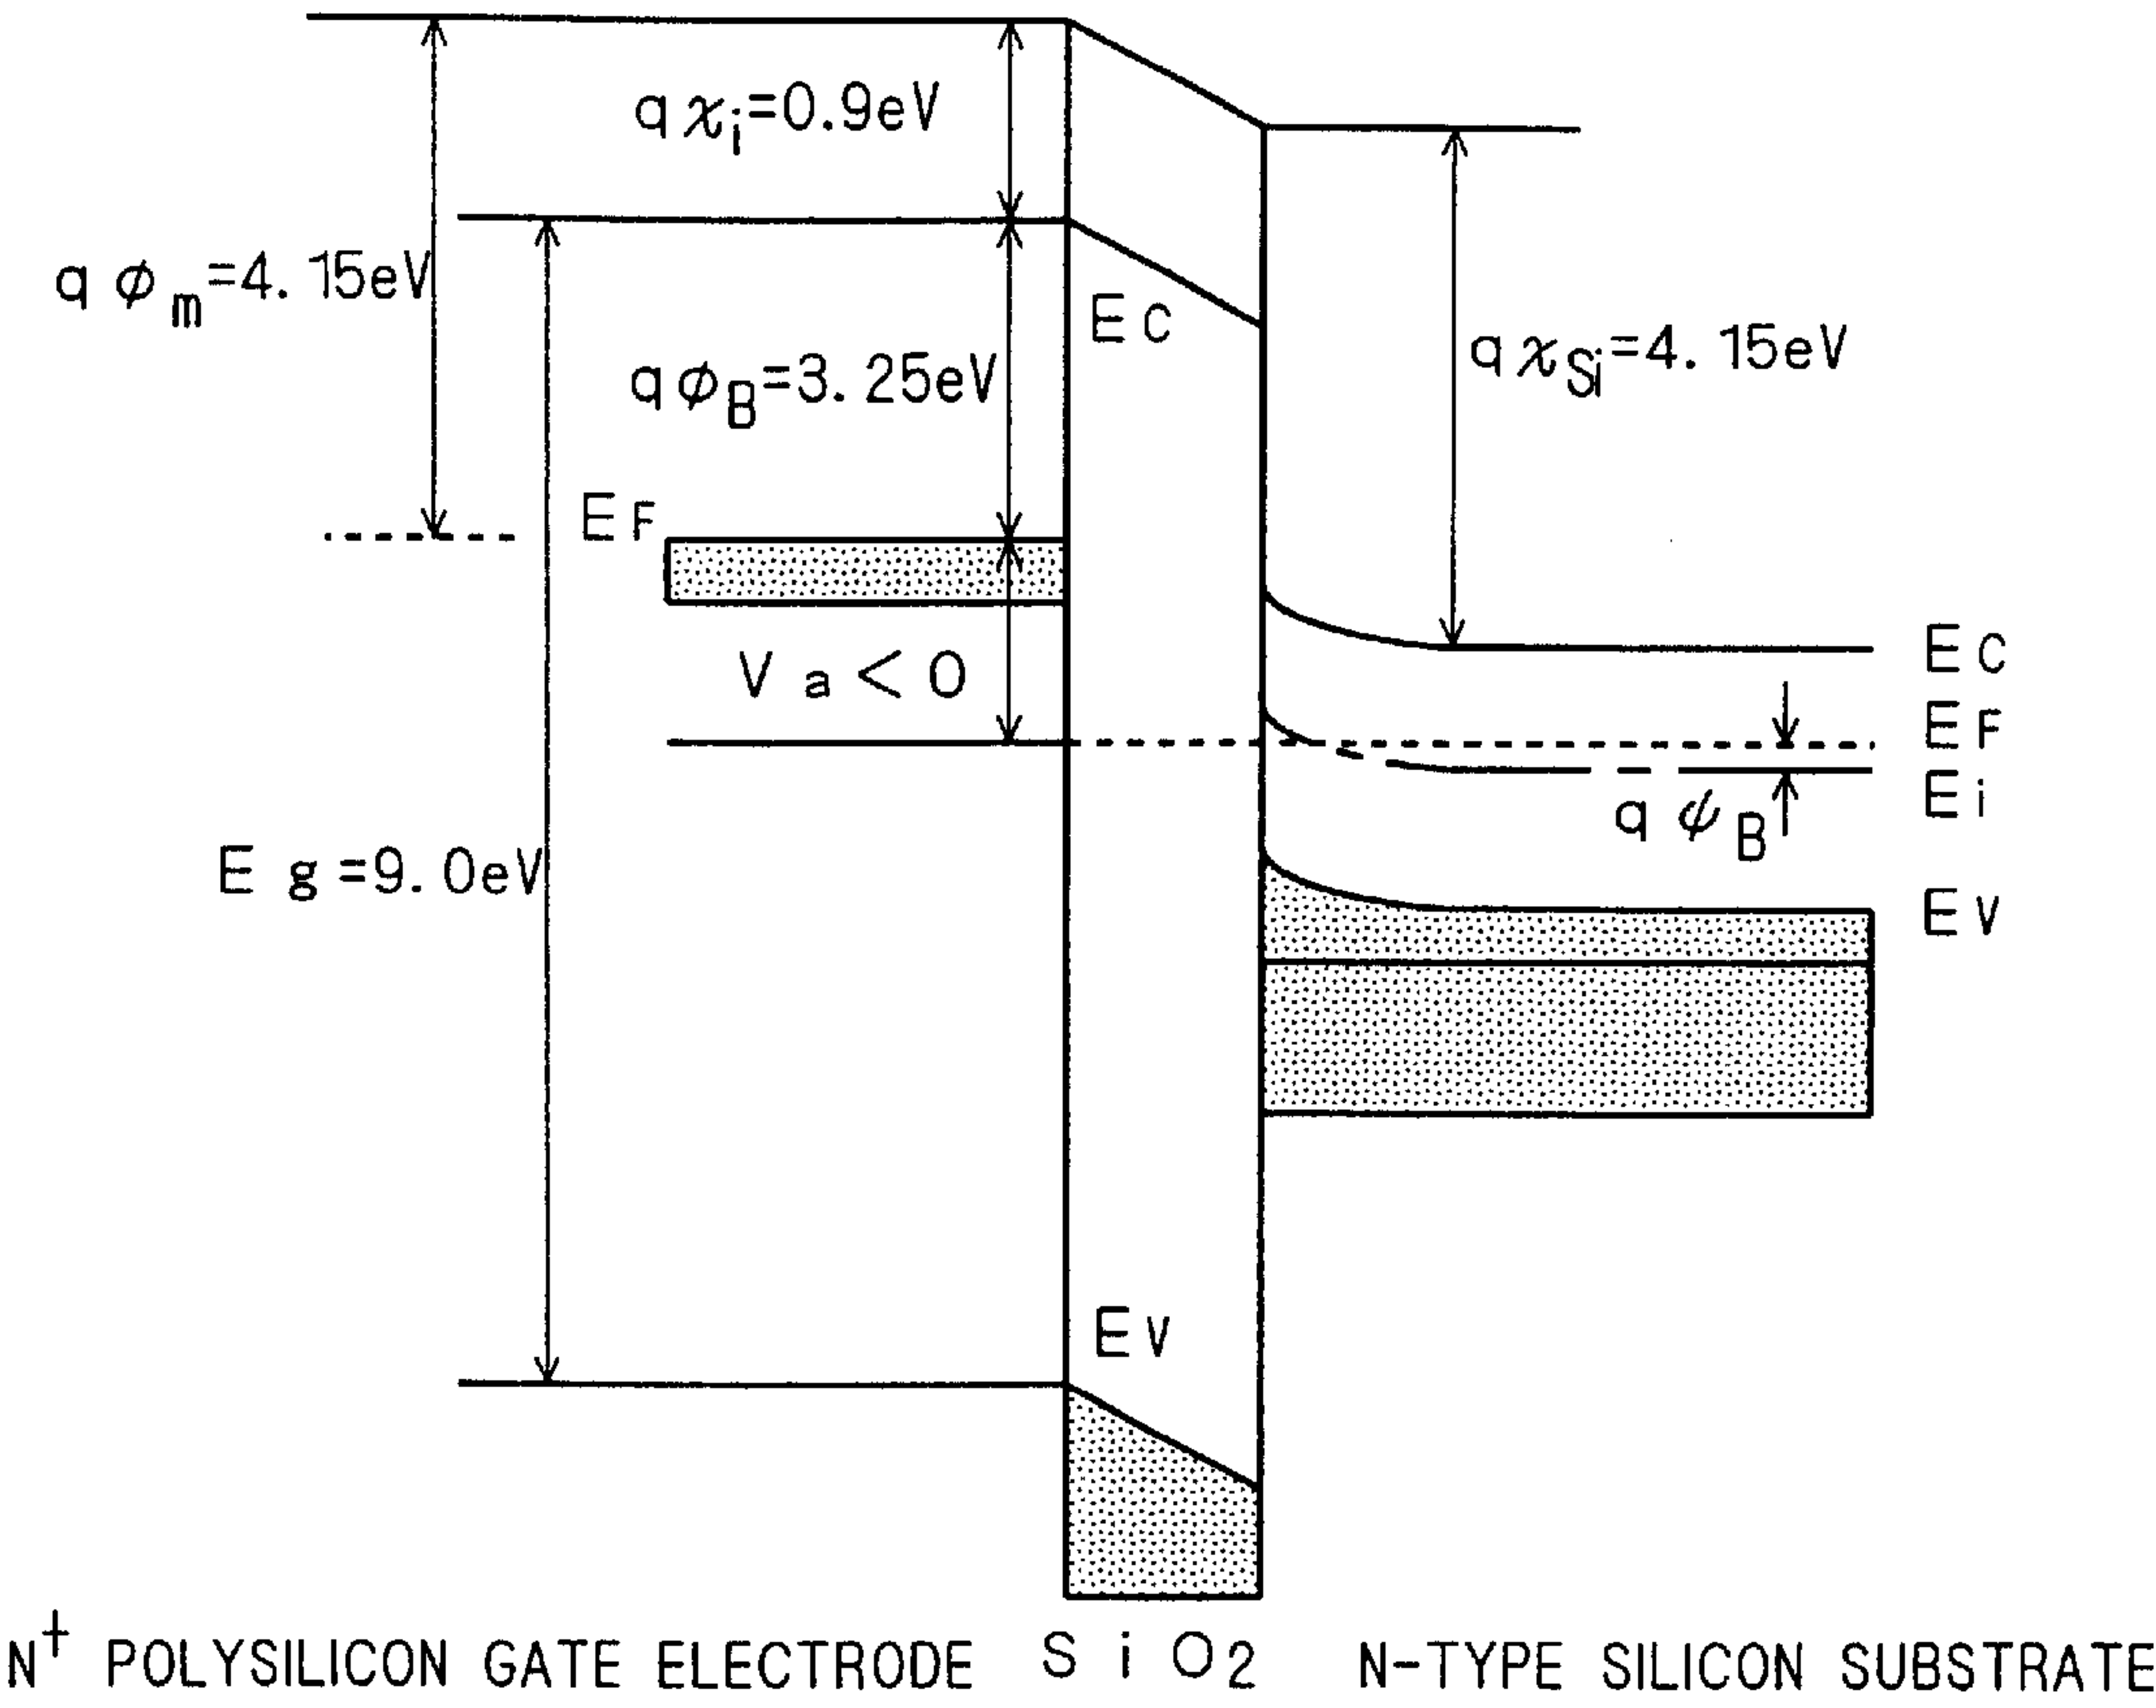 qχi=0.9eV
qφm=4.15eV
EC
qφB=3.25eV
qχSi=4.15eV
EF
EC
Va<0
EF
Ei
qψB
Eg=9.0eV
EV
EV
N+ POLYSILICON GATE ELECTRODE SiO2 N-TYPE SILICON SUBSTRATE